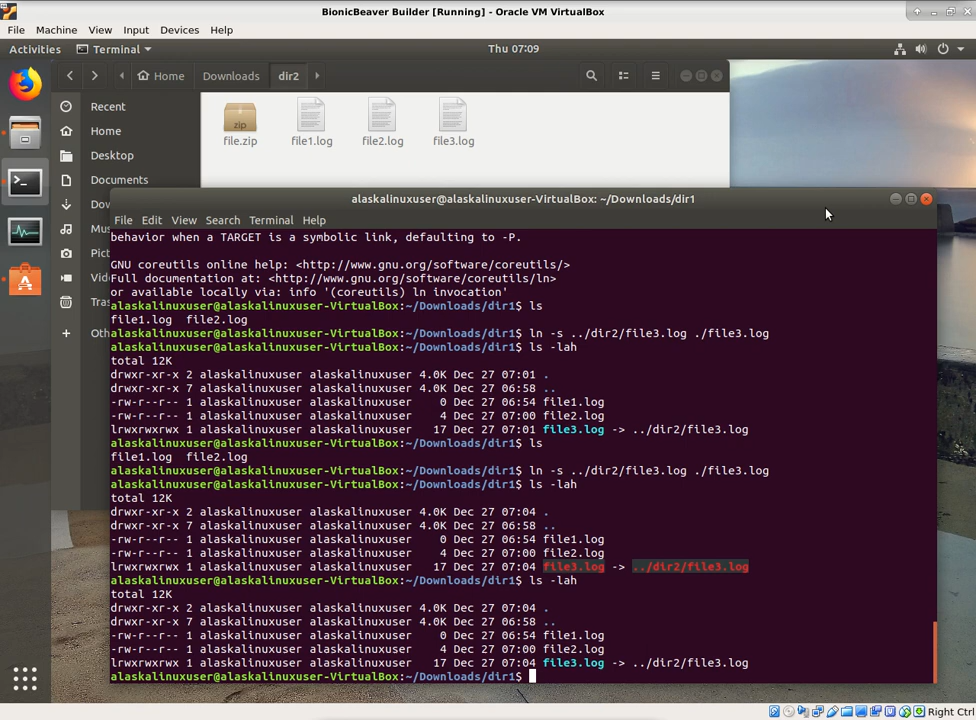 BionicBeaver Builder [Running] - Oracle VM VirtualBox
File Machine View Input Devices Help
Activities Terminal Thu 07:09
Home Downloads dir2
Recent
Home
Desktop
Documents
Dow
Mus
Pict
Vide
Tras
Oth
zip
file.zip file1.log file2.log file3.log
alaskalinuxuser@alaskalinuxuser-VirtualBox: ~/Downloads/dir1
File Edit View Search Terminal Help
behavior when a TARGET is a symbolic link, defaulting to -P.
GNU coreutils online help: <http://www.gnu.org/software/coreutils/>
Full documentation at: <http://www.gnu.org/software/coreutils/ln>
or available locally via: info '(coreutils) ln invocation'
alaskalinuxuser@alaskalinuxuser-VirtualBox:~/Downloads/dir1$ ls
file1.log file2.log
alaskalinuxuser@alaskalinuxuser-VirtualBox:~/Downloads/dir1$ ln -s ../dir2/file3.log ./file3.log
alaskalinuxuser@alaskalinuxuser-VirtualBox:~/Downloads/dir1$ ls -lah
total 12K
drwxr-xr-x 2 alaskalinuxuser alaskalinuxuser 4.0K Dec 27 07:01 .
drwxr-xr-x 7 alaskalinuxuser alaskalinuxuser 4.0K Dec 27 06:58 ..
-rw-r--r-- 1 alaskalinuxuser alaskalinuxuser 0 Dec 27 06:54 file1.log
-rw-r--r-- 1 alaskalinuxuser alaskalinuxuser 4 Dec 27 07:00 file2.log
lrwxrwxrwx 1 alaskalinuxuser alaskalinuxuser 17 Dec 27 07:01 file3.log -> ../dir2/file3.log
alaskalinuxuser@alaskalinuxuser-VirtualBox:~/Downloads/dir1$ ls
file1.log file2.log
alaskalinuxuser@alaskalinuxuser-VirtualBox:~/Downloads/dir1$ ln -s ../dir2/file3.log ./file3.log
alaskalinuxuser@alaskalinuxuser-VirtualBox:~/Downloads/dir1$ ls -lah
total 12K
drwxr-xr-x 2 alaskalinuxuser alaskalinuxuser 4.0K Dec 27 07:04 .
drwxr-xr-x 7 alaskalinuxuser alaskalinuxuser 4.0K Dec 27 06:58 ..
-rw-r--r-- 1 alaskalinuxuser alaskalinuxuser 0 Dec 27 06:54 file1.log
-rw-r--r-- 1 alaskalinuxuser alaskalinuxuser 4 Dec 27 07:00 file2.log
lrwxrwxrwx 1 alaskalinuxuser alaskalinuxuser 17 Dec 27 07:04 file3.log -> ../dir2/file3.log
alaskalinuxuser@alaskalinuxuser-VirtualBox:~/Downloads/dir1$ ls -lah
total 12K
drwxr-xr-x 2 alaskalinuxuser alaskalinuxuser 4.0K Dec 27 07:04 .
drwxr-xr-x 7 alaskalinuxuser alaskalinuxuser 4.0K Dec 27 06:58 ..
-rw-r--r-- 1 alaskalinuxuser alaskalinuxuser 0 Dec 27 06:54 file1.log
-rw-r--r-- 1 alaskalinuxuser alaskalinuxuser 4 Dec 27 07:00 file2.log
lrwxrwxrwx 1 alaskalinuxuser alaskalinuxuser 17 Dec 27 07:04 file3.log -> ../dir2/file3.log
alaskalinuxuser@alaskalinuxuser-VirtualBox:~/Downloads/dir1$
Right Ctrl